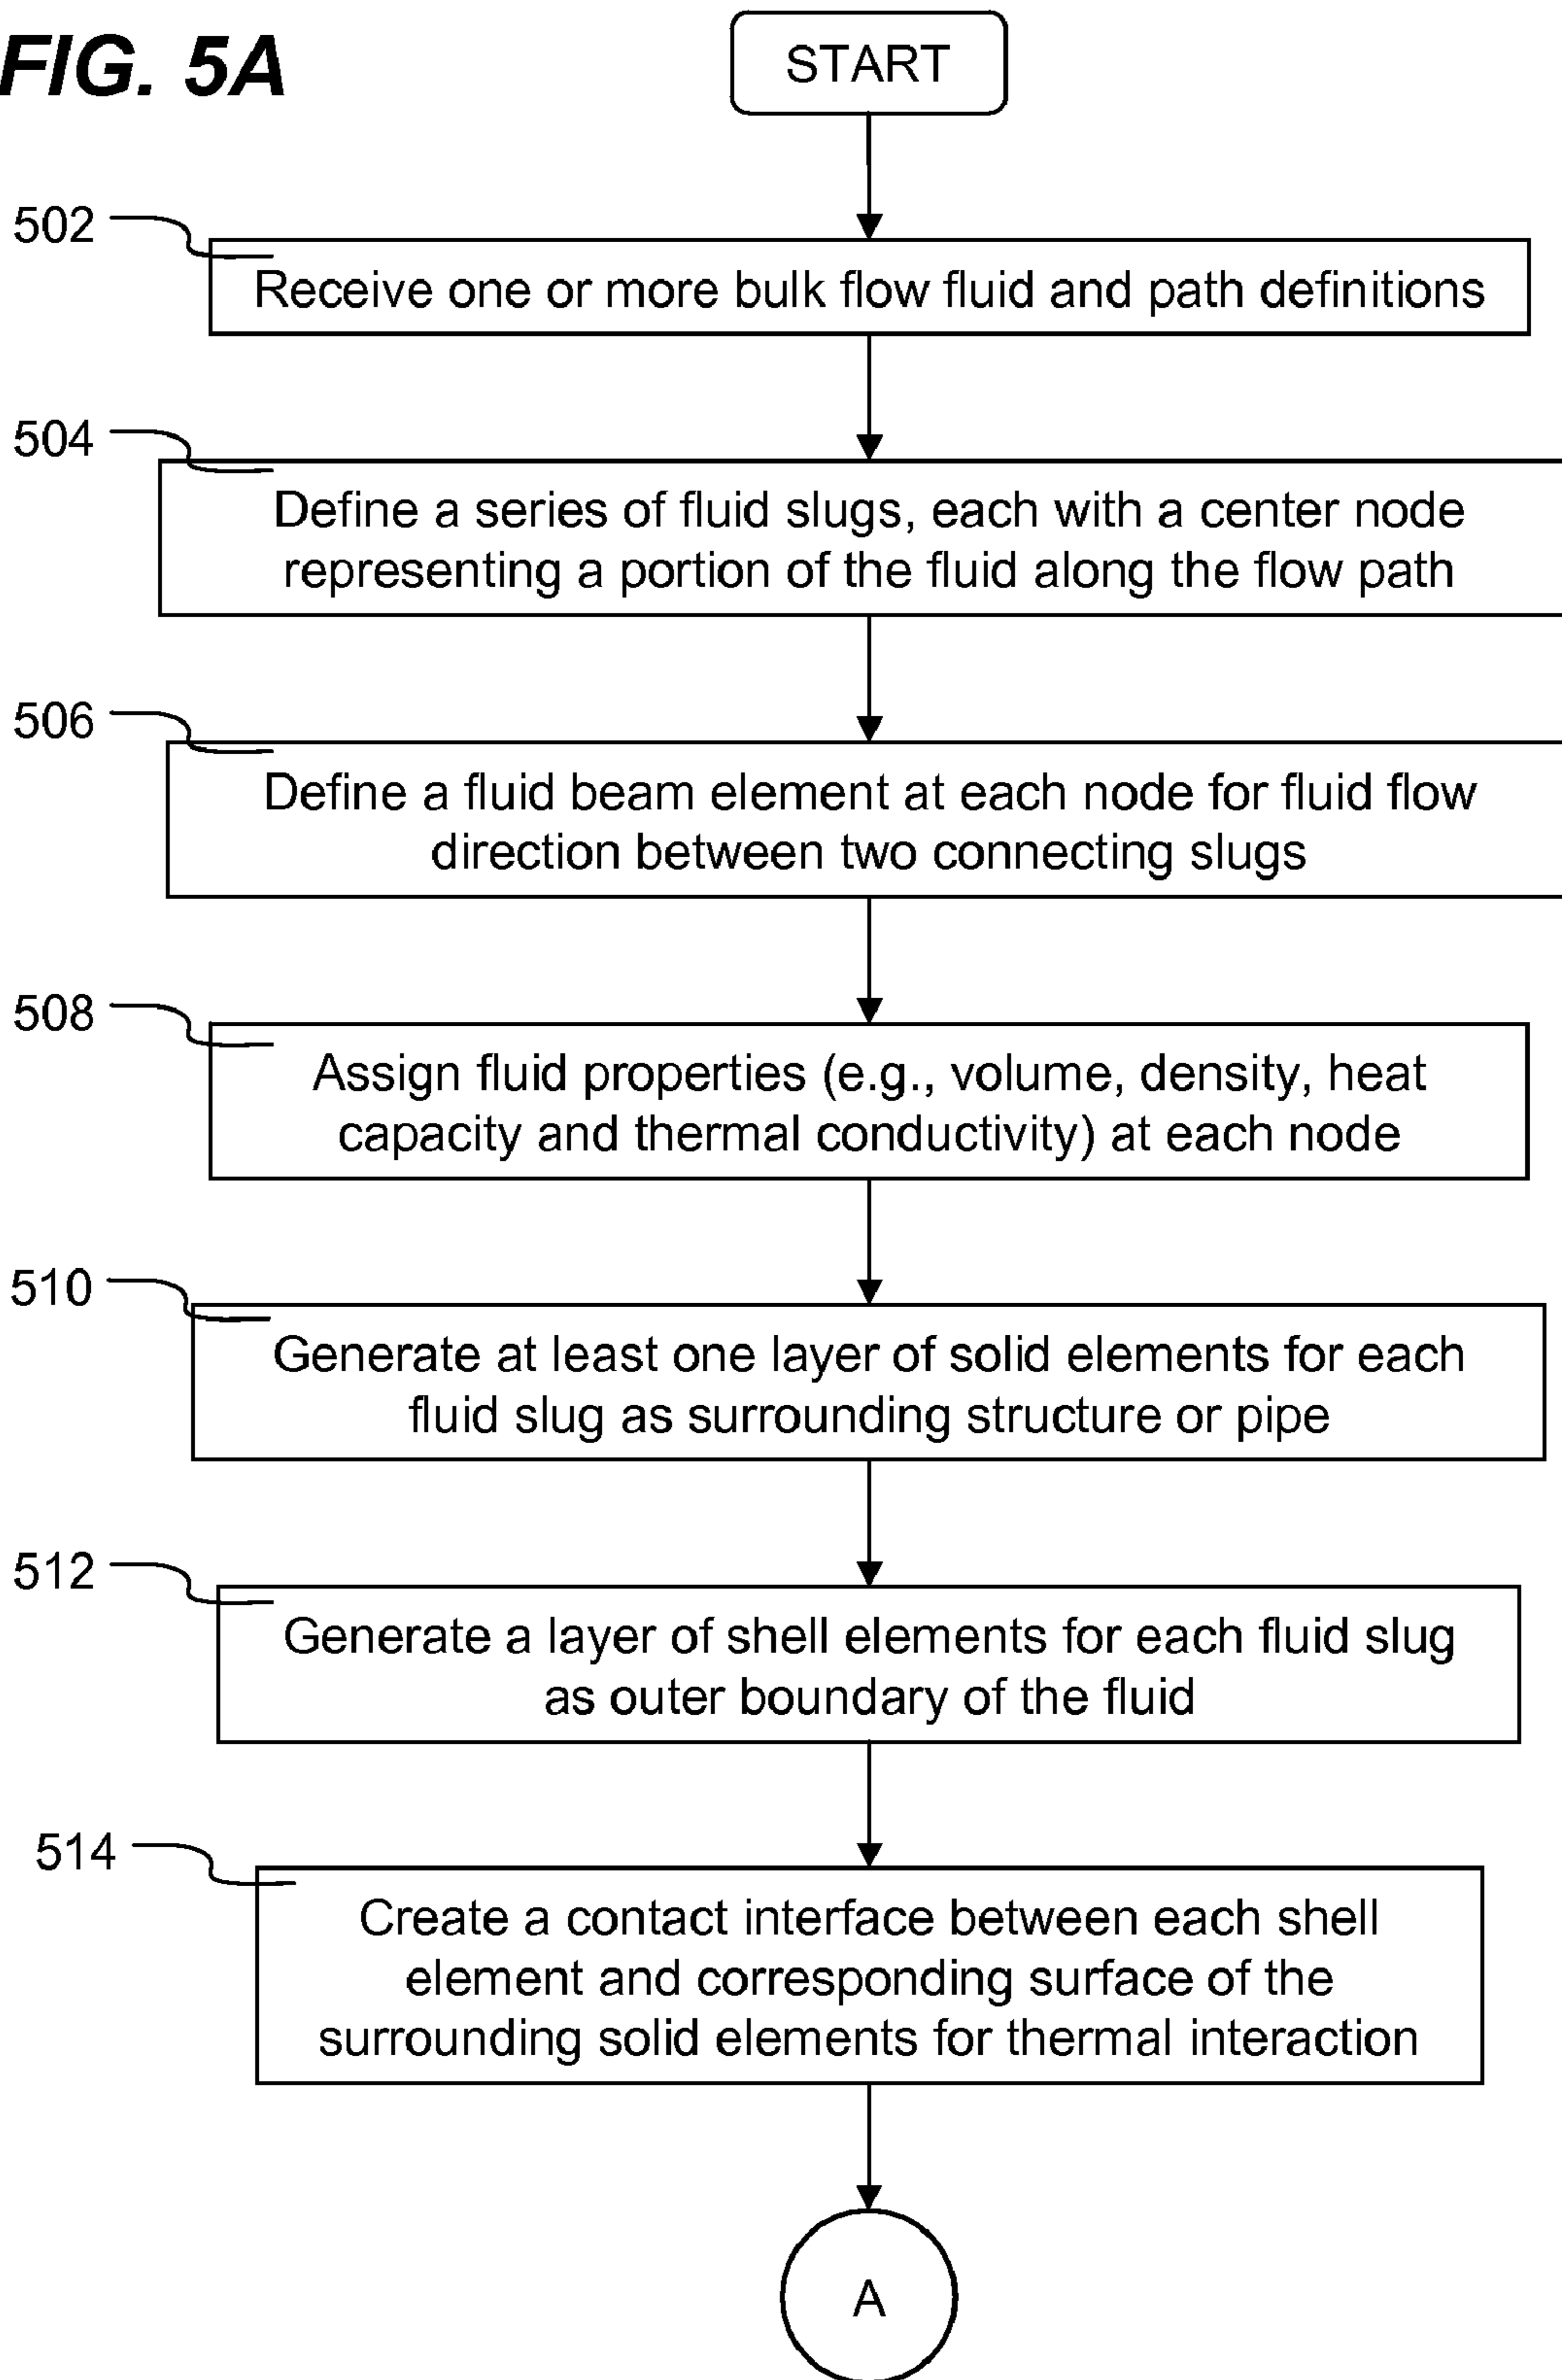 FIG. 5A
START
502
Receive one or more bulk flow fluid and path definitions
504
Define a series of fluid slugs, each with a center node
representing a portion of the fluid along the flow path
506
Define a fluid beam element at each node for fluid flow
direction between two connecting slugs
508
Assign fluid properties (e.g., volume, density, heat
capacity and thermal conductivity) at each node
510
Generate at least one layer of solid elements for each
fluid slug as surrounding structure or pipe
512
Generate a layer of shell elements for each fluid slug
as outer boundary of the fluid
514
Create a contact interface between each shell
element and corresponding surface of the
surrounding solid elements for thermal interaction
A